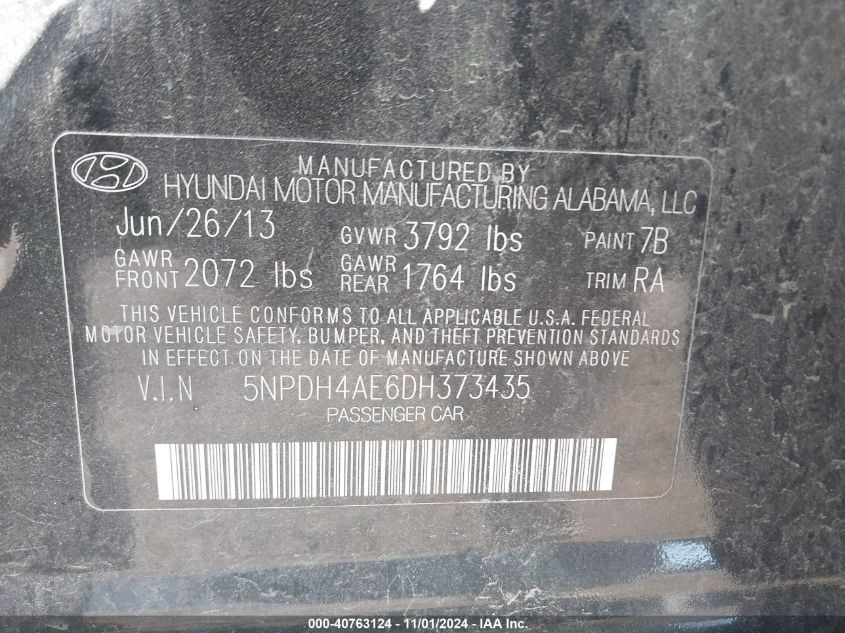 MANUFACTURED BY
HYUNDAI MOTOR MANUFACTURING ALABAMA, LLC
Jun/26/13 GVWR 3792 lbs PAINT 7B
GAWR FRONT 2072 lbs GAWR REAR 1764 lbs TRIM RA
THIS VEHICLE CONFORMS TO ALL APPLICABLE U.S.A. FEDERAL
MOTOR VEHICLE SAFETY, BUMPER, AND THEFT PREVENTION STANDARDS
IN EFFECT ON THE DATE OF MANUFACTURE SHOWN ABOVE
V.I.N 5NPDH4AE6DH373435
PASSENGER CAR
000-40763124 - 11/01/2024 - IAA Inc.